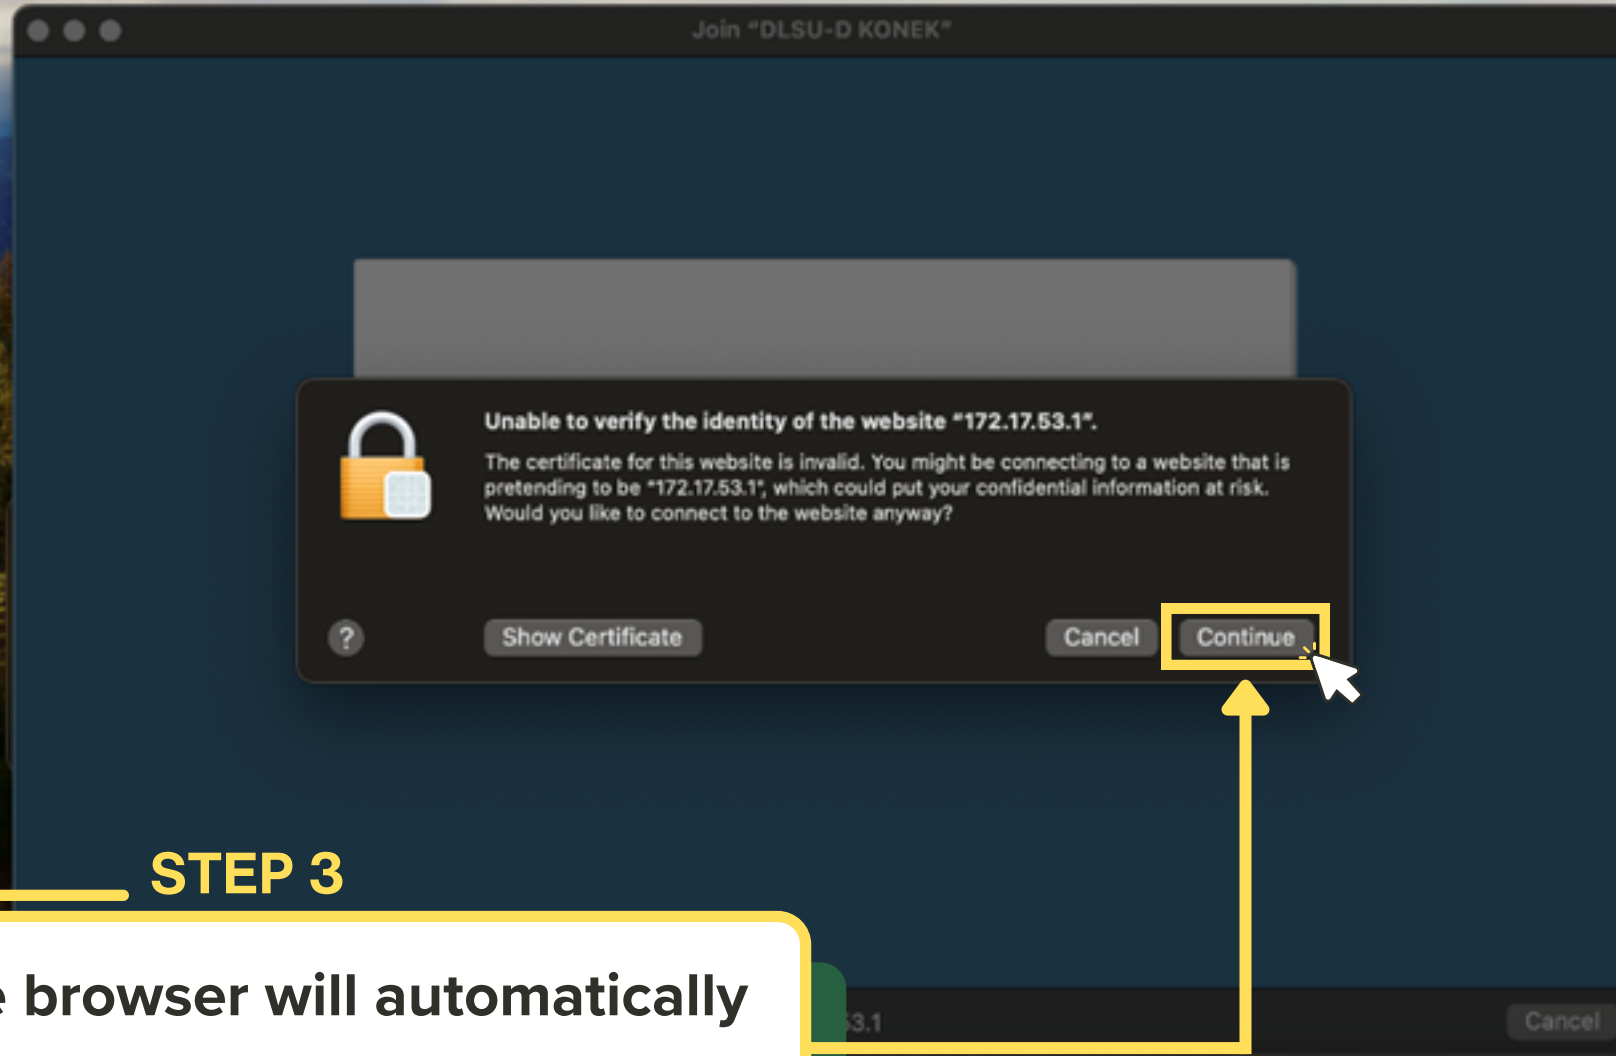 Join “DLSU-D KONEK”
Unable to verify the identity of the website “172.17.53.1”.
The certificate for this website is invalid. You might be connecting to a website that is
pretending to be “172.17.53.1”, which could put your confidential information at risk.
Would you like to connect to the website anyway?
?
Show Certificate
Cancel
Continue
STEP 3
browser will automatically
53.1
Cancel